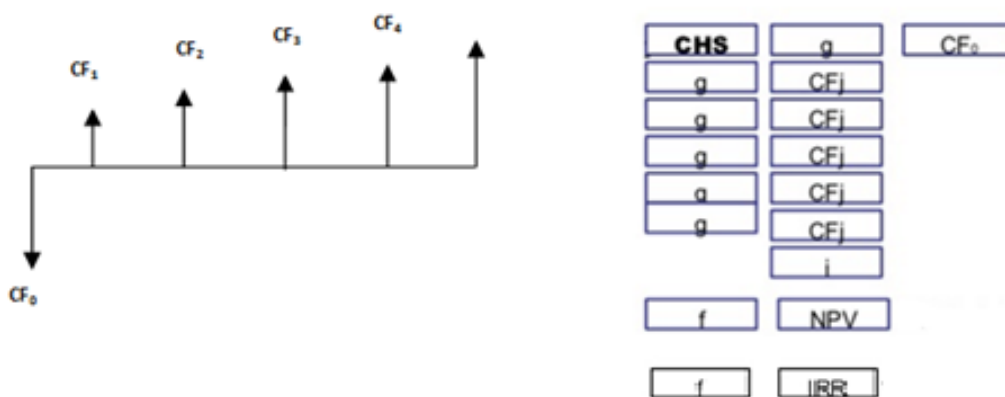 CF₁ CF₂ CF₃ CF₄
CF₀
CHS g CF₀
g CFj
g CFj
g CFj
g CFj
g CFj
i
f NPV
f IRR